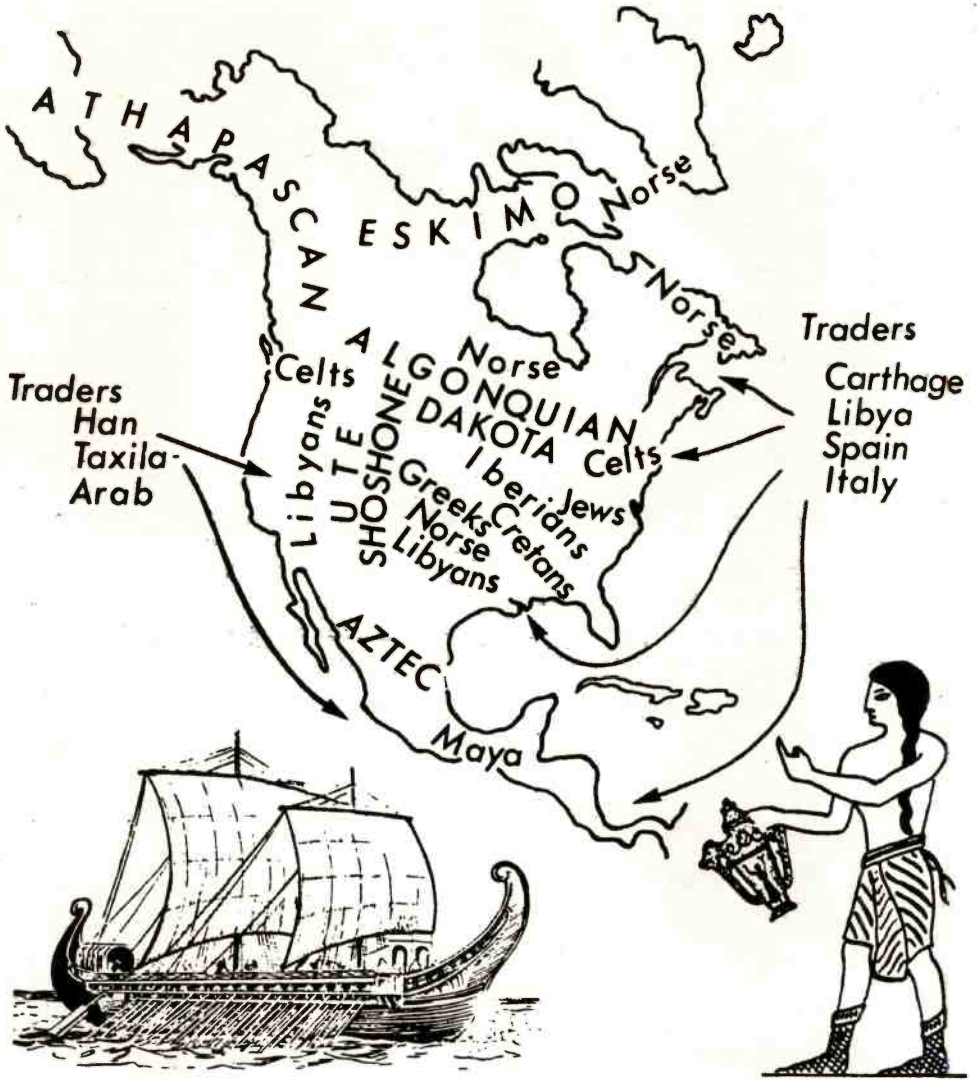 ATHAPASCAN
ESKIMO
Norse
Norse
Traders
Carthage
Libya
Spain
Italy
Traders
Han
Taxila-
Arab
Celts
ALGONQUIAN
Norse
DAKOTA
Celts
Libyans
UTE
SHOSHONE
Iberians
Jews
Greeks
Cretans
Norse
Libyans
AZTEC
Maya